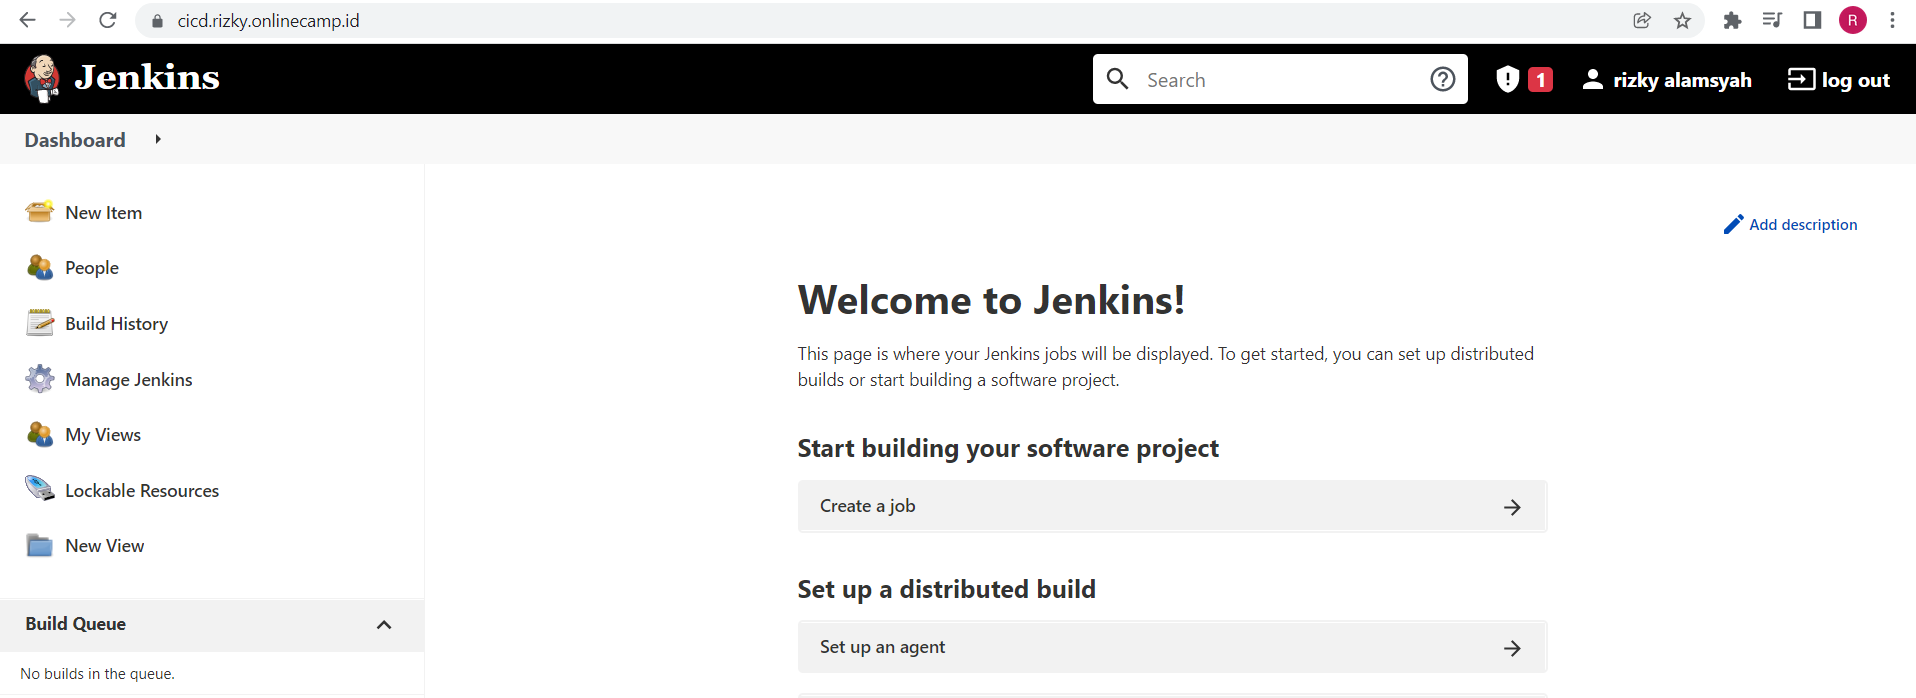 cicd.rizky.onlinecamp.id
R
Jenkins
Search
1
rizky alamsyah
log out
Dashboard
New Item
People
Build History
Manage Jenkins
My Views
Lockable Resources
New View
Build Queue
No builds in the queue.
Add description
Welcome to Jenkins!
This page is where your Jenkins jobs will be displayed. To get started, you can set up distributed
builds or start building a software project.
Start building your software project
Create a job
Set up a distributed build
Set up an agent